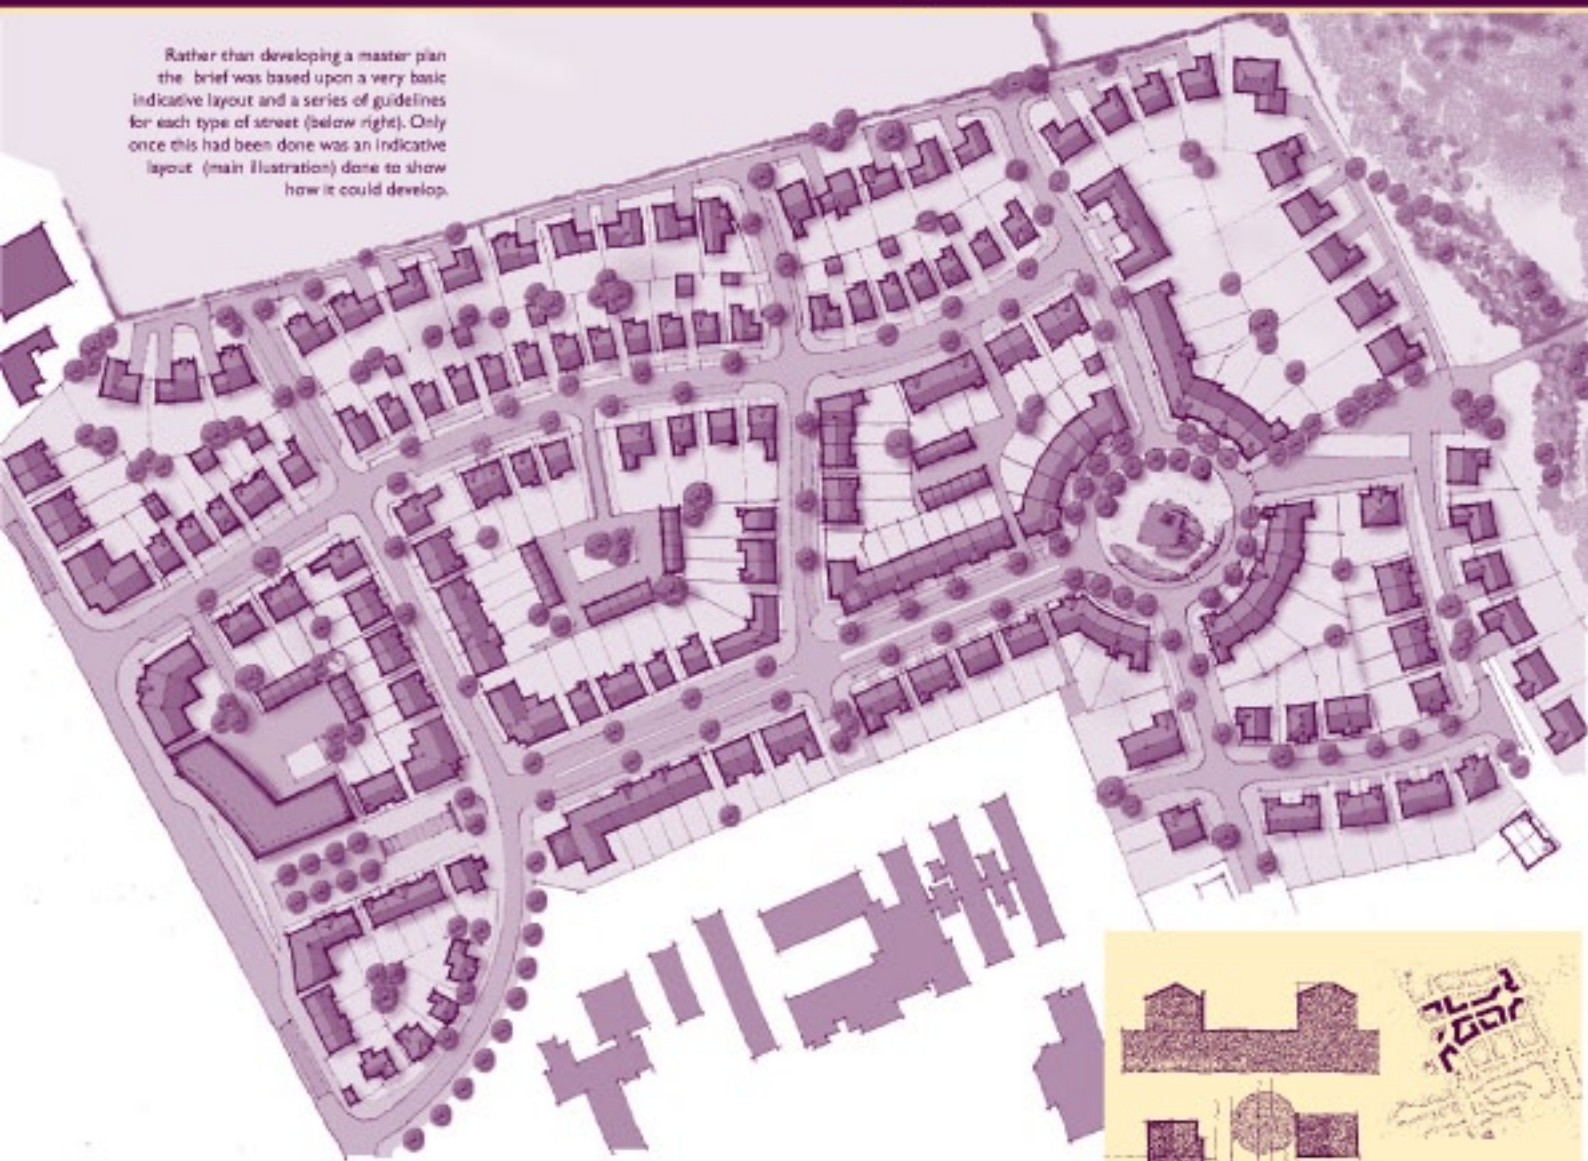 Rather than developing a master plan
the brief was based upon a very basic
indicative layout and a series of guidelines
for each type of street (below right). Only
once this had been done was an indicative
layout (main illustration) done to show
how it could develop.